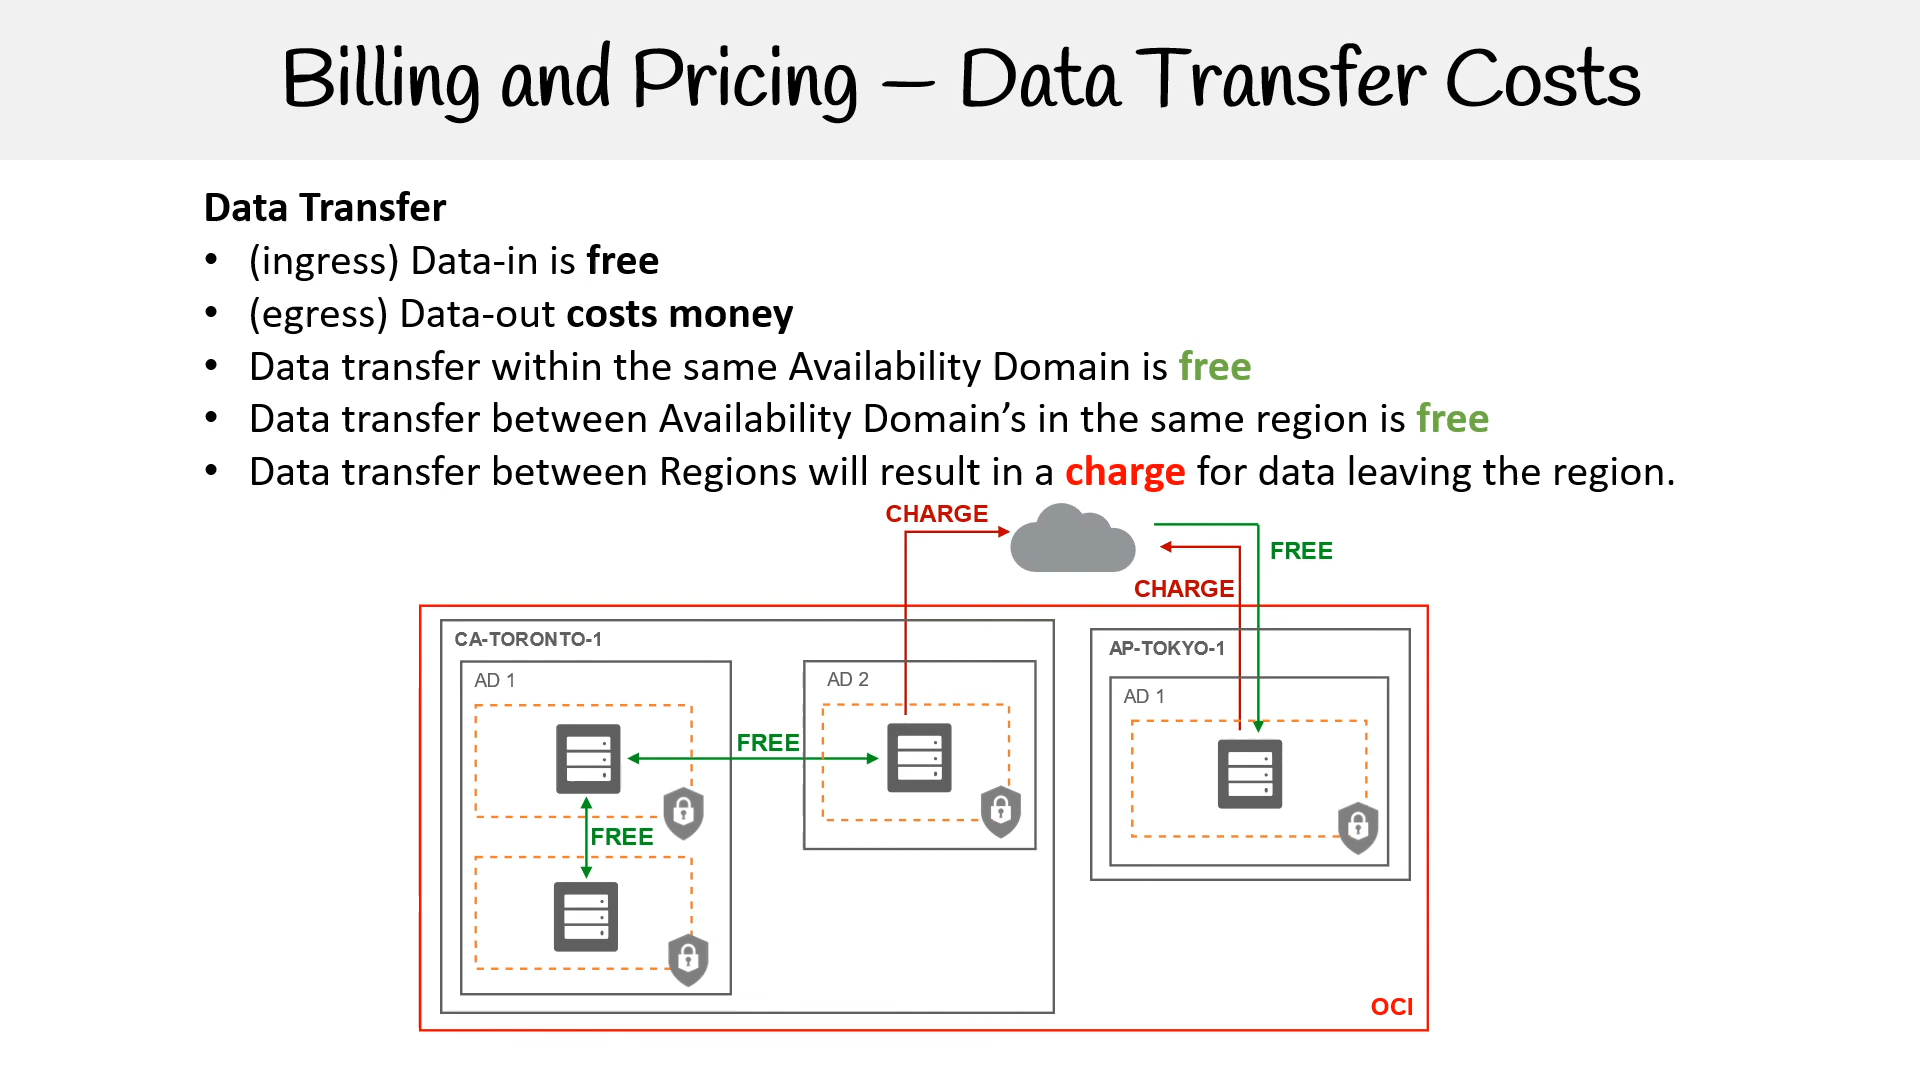 Billing and Pricing – Data Transfer Costs
Data Transfer
• (ingress) Data-in is free
• (egress) Data-out costs money
• Data transfer within the same Availability Domain is free
• Data transfer between Availability Domain’s in the same region is free
• Data transfer between Regions will result in a charge for data leaving the region.
CHARGE
FREE
CHARGE
CA-TORONTO-1
AP-TOKYO-1
AD 1
AD 2
AD 1
FREE
FREE
OCI